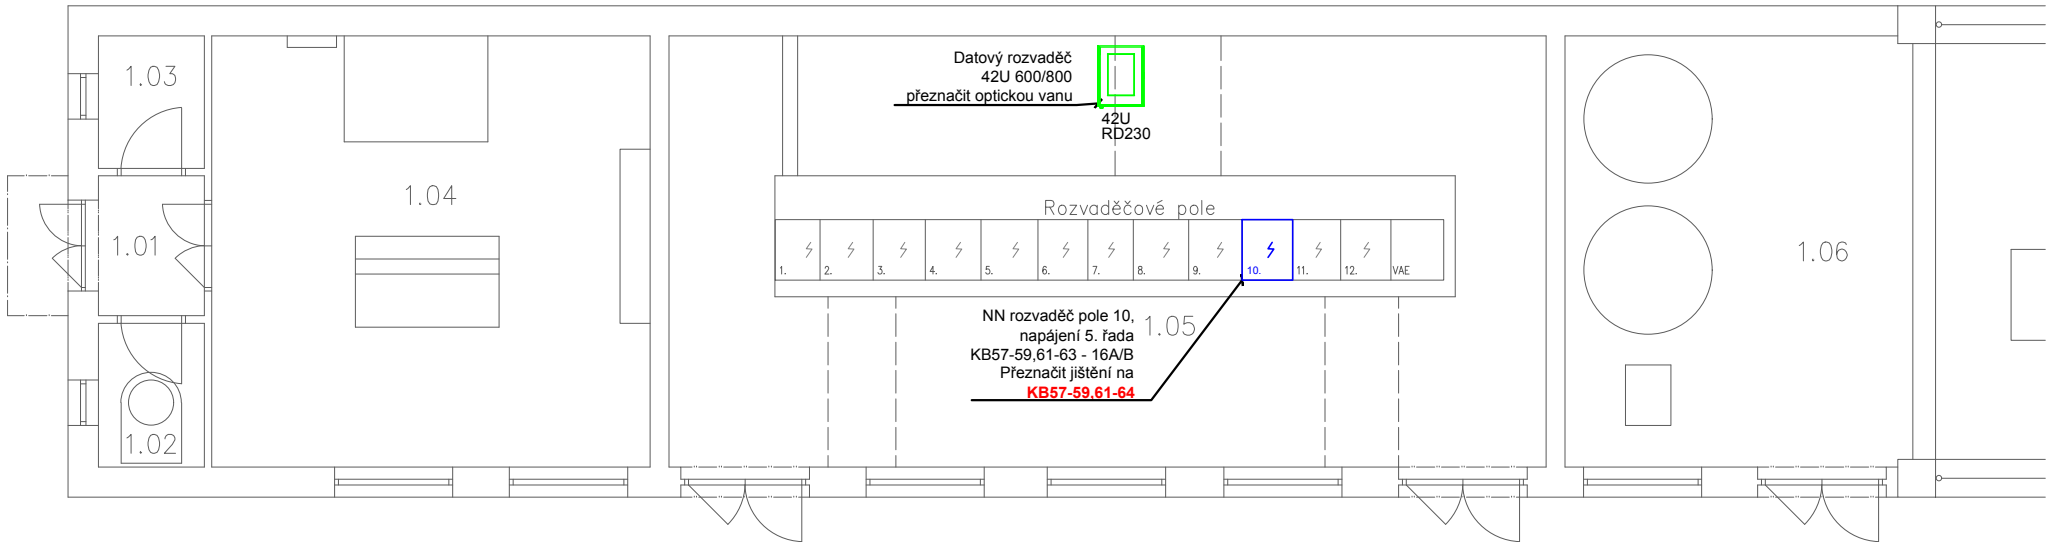 1.03
Datový rozvaděč
42U 600/800
přeznačit optickou vanu
42U
RD230
1.04
Rozvaděčové pole
1.01
1. 2. 3. 4. 5. 6. 7. 8. 9. 10. 11. 12. VAE
1.06
NN rozvaděč pole 10,
napájení 5. řada
KB57-59,61-63 - 16A/B
Přeznačit jištění na
KB57-59,61-64
1.05
1.02